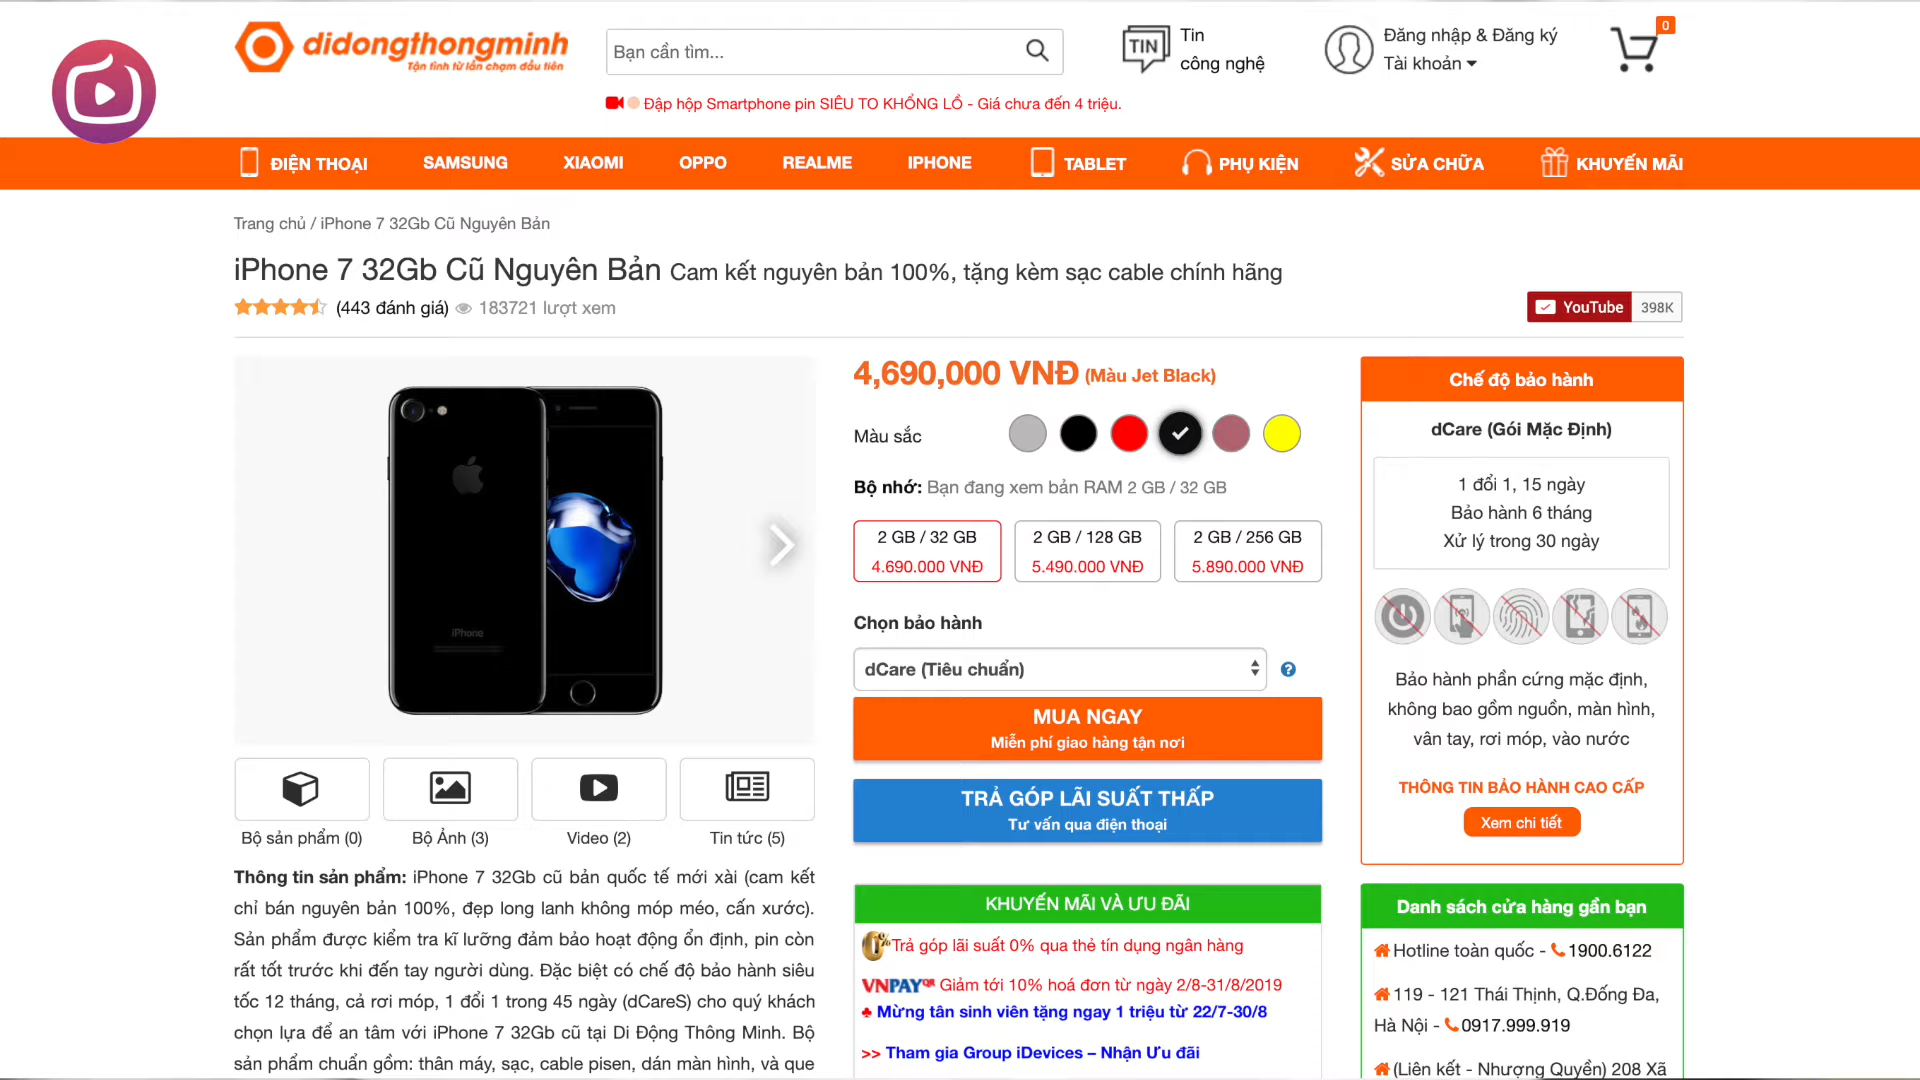 didongthongminh
Tận tình từ lần chạm đầu tiên
Bạn cần tìm...
TIN
Tin
công nghệ
Đăng nhập & Đăng ký
Tài khoản
0
Đập hộp Smartphone pin SIÊU TO KHỔNG LỒ - Giá chưa đến 4 triệu.
ĐIỆN THOẠI SAMSUNG XIAOMI OPPO REALME IPHONE TABLET PHỤ KIỆN SỬA CHỮA KHUYẾN MÃI
Trang chủ / iPhone 7 32Gb Cũ Nguyên Bản
iPhone 7 32Gb Cũ Nguyên Bản Cam kết nguyên bản 100%, tặng kèm sạc cable chính hãng
(443 đánh giá) 183721 lượt xem
YouTube 398K
iPhone
Bộ sản phẩm (0) Bộ Ảnh (3) Video (2) Tin tức (5)
Thông tin sản phẩm: iPhone 7 32Gb cũ bản quốc tế mới xài (cam kết
chỉ bán nguyên bản 100%, đẹp long lanh không móp méo, cấn xước).
Sản phẩm được kiểm tra kĩ lưỡng đảm bảo hoạt động ổn định, pin còn
rất tốt trước khi đến tay người dùng. Đặc biệt có chế độ bảo hành siêu
tốc 12 tháng, cả rơi móp, 1 đổi 1 trong 45 ngày (dCareS) cho quý khách
chọn lựa để an tâm với iPhone 7 32Gb cũ tại Di Động Thông Minh. Bộ
sản phẩm chuẩn gồm: thân máy, sạc, cable pisen, dán màn hình, và que
4,690,000 VNĐ (Màu Jet Black)
Màu sắc
Bộ nhớ: Bạn đang xem bản RAM 2 GB / 32 GB
2 GB / 32 GB
4.690.000 VNĐ
2 GB / 128 GB
5.490.000 VNĐ
2 GB / 256 GB
5.890.000 VNĐ
Chọn bảo hành
dCare (Tiêu chuẩn)
?
MUA NGAY
Miễn phí giao hàng tận nơi
TRẢ GÓP LÃI SUẤT THẤP
Tư vấn qua điện thoại
KHUYẾN MÃI VÀ ƯU ĐÃI
0% Trả góp lãi suất 0% qua thẻ tín dụng ngân hàng
VNPAYQR Giảm tới 10% hoá đơn từ ngày 2/8-31/8/2019
♣ Mừng tân sinh viên tặng ngay 1 triệu từ 22/7-30/8
>> Tham gia Group iDevices – Nhận Ưu đãi
Chế độ bảo hành
dCare (Gói Mặc Định)
1 đổi 1, 15 ngày
Bảo hành 6 tháng
Xử lý trong 30 ngày
Bảo hành phần cứng mặc định,
không bao gồm nguồn, màn hình,
vân tay, rơi móp, vào nước
THÔNG TIN BẢO HÀNH CAO CẤP
Xem chi tiết
Danh sách cửa hàng gần bạn
Hotline toàn quốc - 1900.6122
119 - 121 Thái Thịnh, Q.Đống Đa,
Hà Nội - 0917.999.919
(Liên kết - Nhượng Quyền) 208 Xã